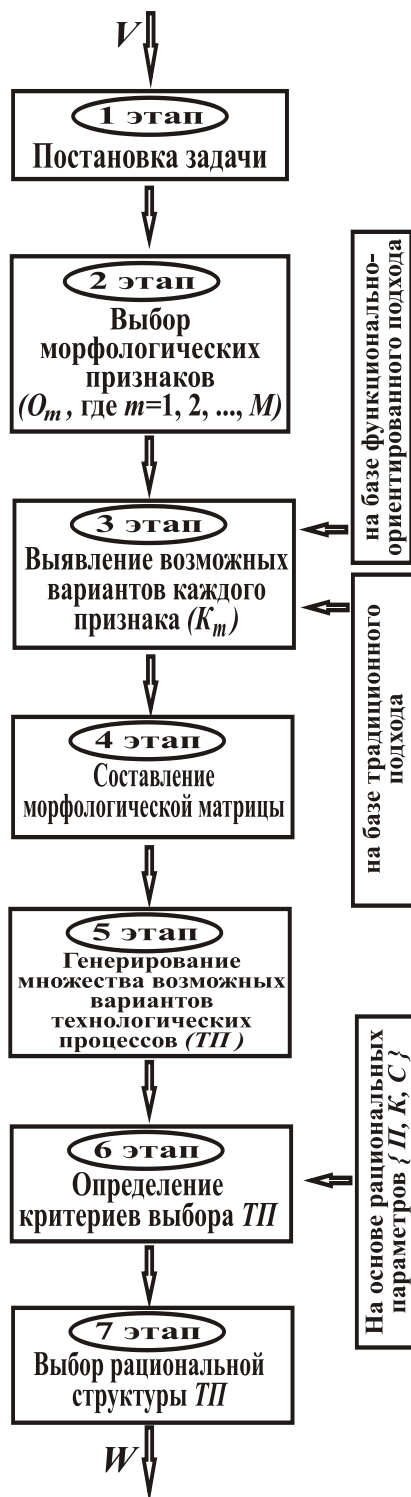 V
1 этап
Постановка задачи
2 этап
Выбор
морфологических
признаков
(Oₘ, где m=1, 2, ..., M)
3 этап
Выявление возможных
вариантов каждого
признака (Kₘ)
на базе функционально-
ориентированного подхода
на базе традиционного
подхода
4 этап
Составление
морфологической матрицы
5 этап
Генерирование
множества возможных
вариантов
технологических
процессов (ТП)
6 этап
Определение
критериев выбора ТП
На основе рациональных
параметров { П, К, С }
7 этап
Выбор рациональной
структуры ТП
W